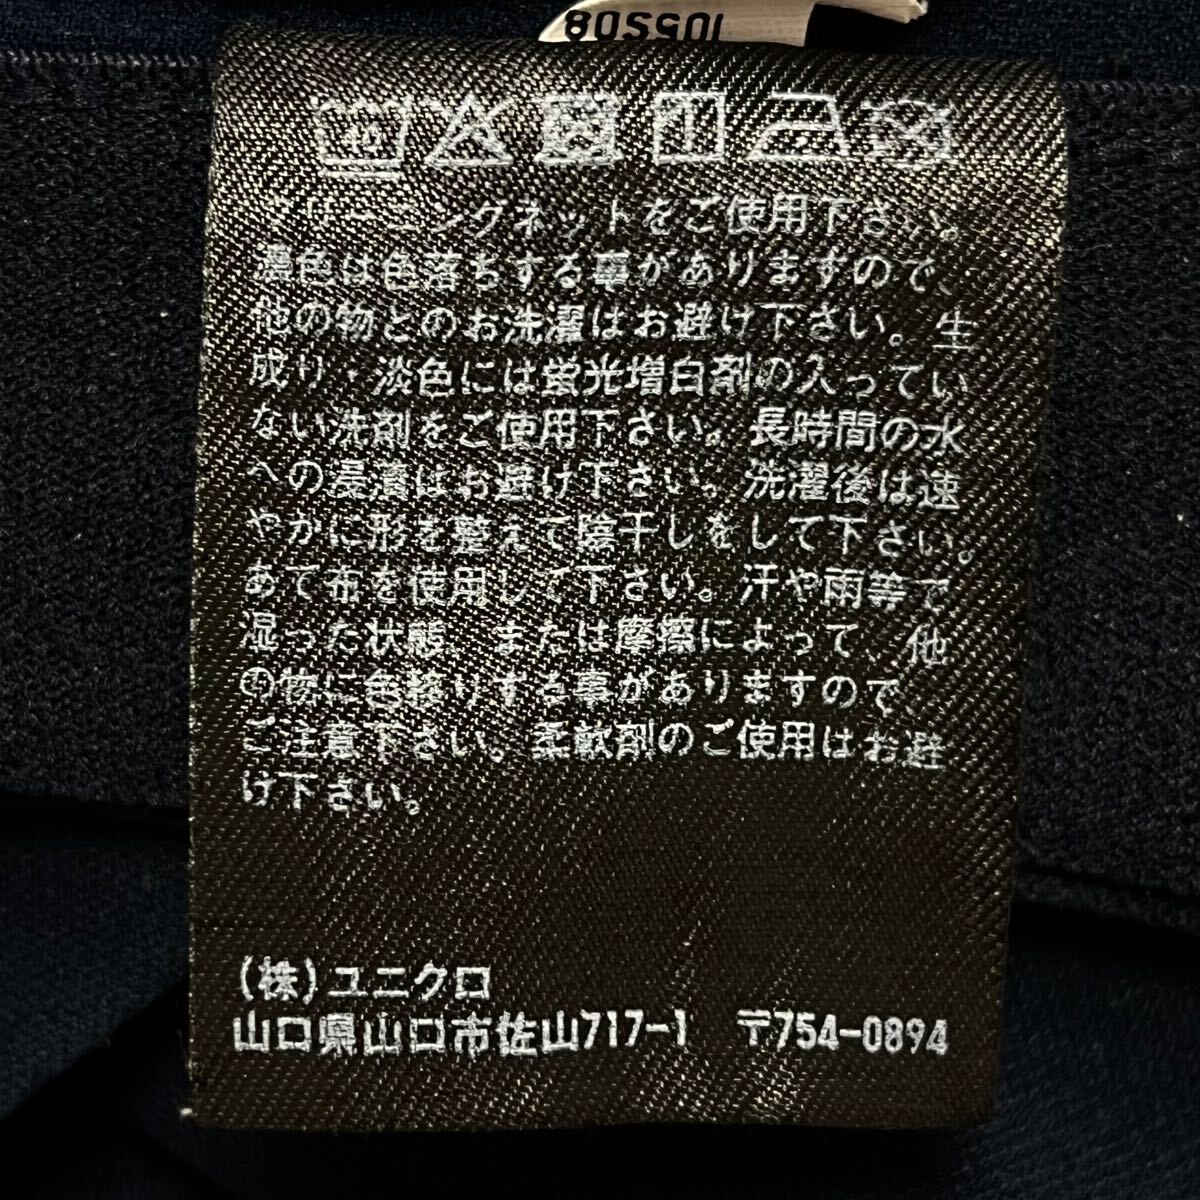 クリーニングネットをご使用下さい。
濃色は色落ちする事がありますので、
他の物とのお洗濯はお避け下さい。生
成り・淡色には蛍光増白剤の入ってい
ない洗剤をご使用下さい。長時間の水
への浸漬はお避け下さい。洗濯後は速
やかに形を整えて陰干しをして下さい。
あて布を使用して下さい。汗や雨等で
湿った状態、または摩擦によって、他
の物に色移りする事がありますので
ご注意下さい。柔軟剤のご使用はお避
け下さい。
(株)ユニクロ
山口県山口市佐山717-1 〒754-0894